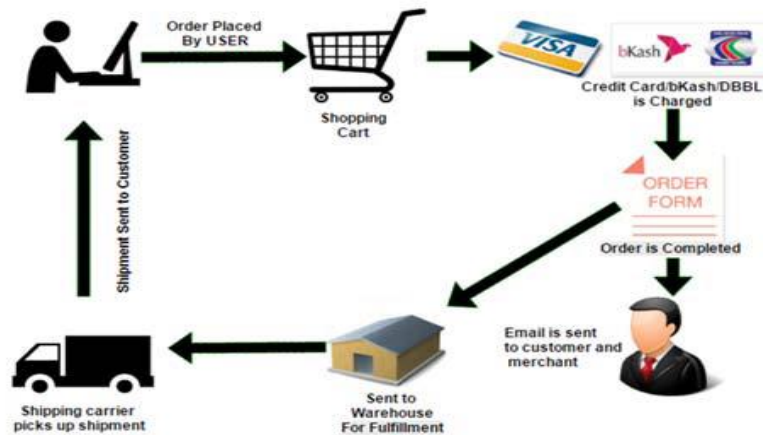 Order Placed
By USER
VISA
bKash
Shopping
Cart
Credit Card/bKash/DBBL
is Charged
ORDER
FORM
Order is Completed
Email is sent
to customer and
merchant
Sent to
Warehouse
For Fulfillment
Shipping carrier
picks up shipment
Shipment Sent to Customer